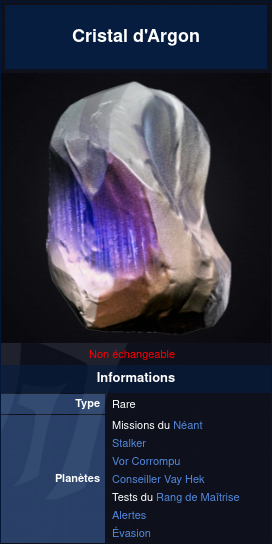 Cristal d'Argon
Non échangeable
Informations
Type Rare
Planètes
Missions du Néant
Stalker
Vor Corrompu
Conseiller Vay Hek
Tests du Rang de Maîtrise
Alertes
Évasion